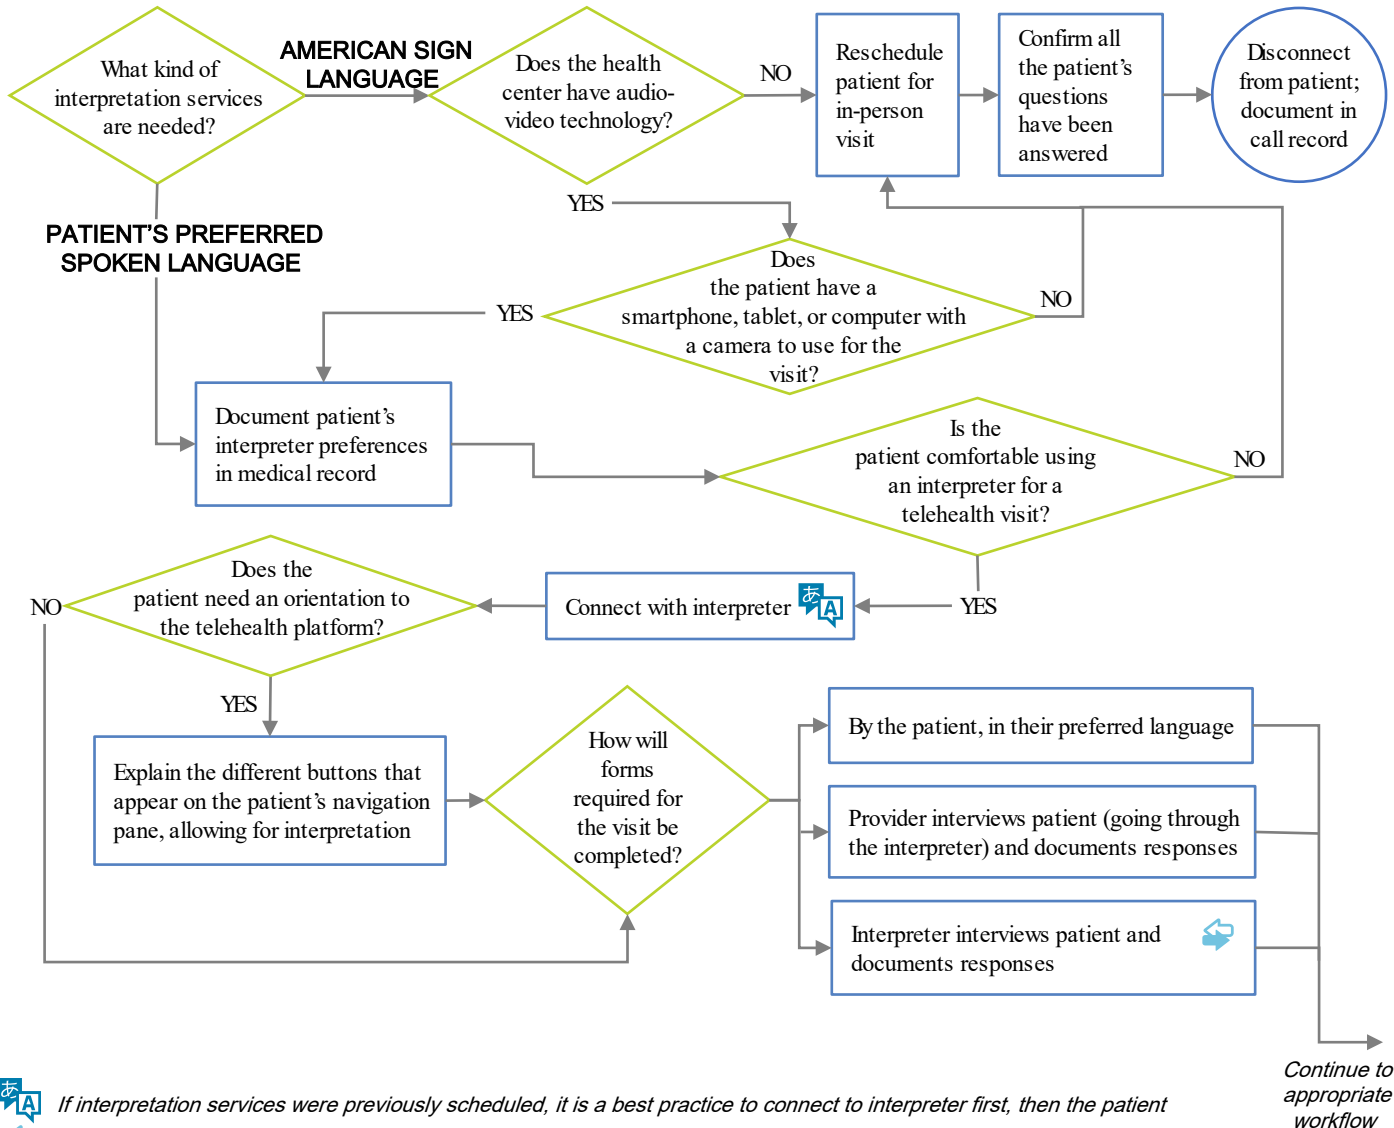 What kind of
interpretation services
are needed?
AMERICAN SIGN
LANGUAGE
Does the health
center have audio-
video technology?
NO
Reschedule
patient for
in-person
visit
Confirm all
the patient's
questions
have been
answered
Disconnect
from patient;
document in
call record
YES
PATIENT'S PREFERRED
SPOKEN LANGUAGE
Does
the patient have a
smartphone, tablet, or computer with
a camera to use for the
visit?
NO
YES
Document patient's
interpreter preferences
in medical record
Is the
patient comfortable using
an interpreter for a
telehealth visit?
NO
YES
Connect with interpreter
あA
Does the
patient need an orientation to
the telehealth platform?
NO
YES
Explain the different buttons that
appear on the patient's navigation
pane, allowing for interpretation
How will
forms
required for
the visit be
completed?
By the patient, in their preferred language
Provider interviews patient (going through
the interpreter) and documents responses
Interpreter interviews patient and
documents responses
Continue to
appropriate
workflow
あA
If interpretation services were previously scheduled, it is a best practice to connect to interpreter first, then the patient